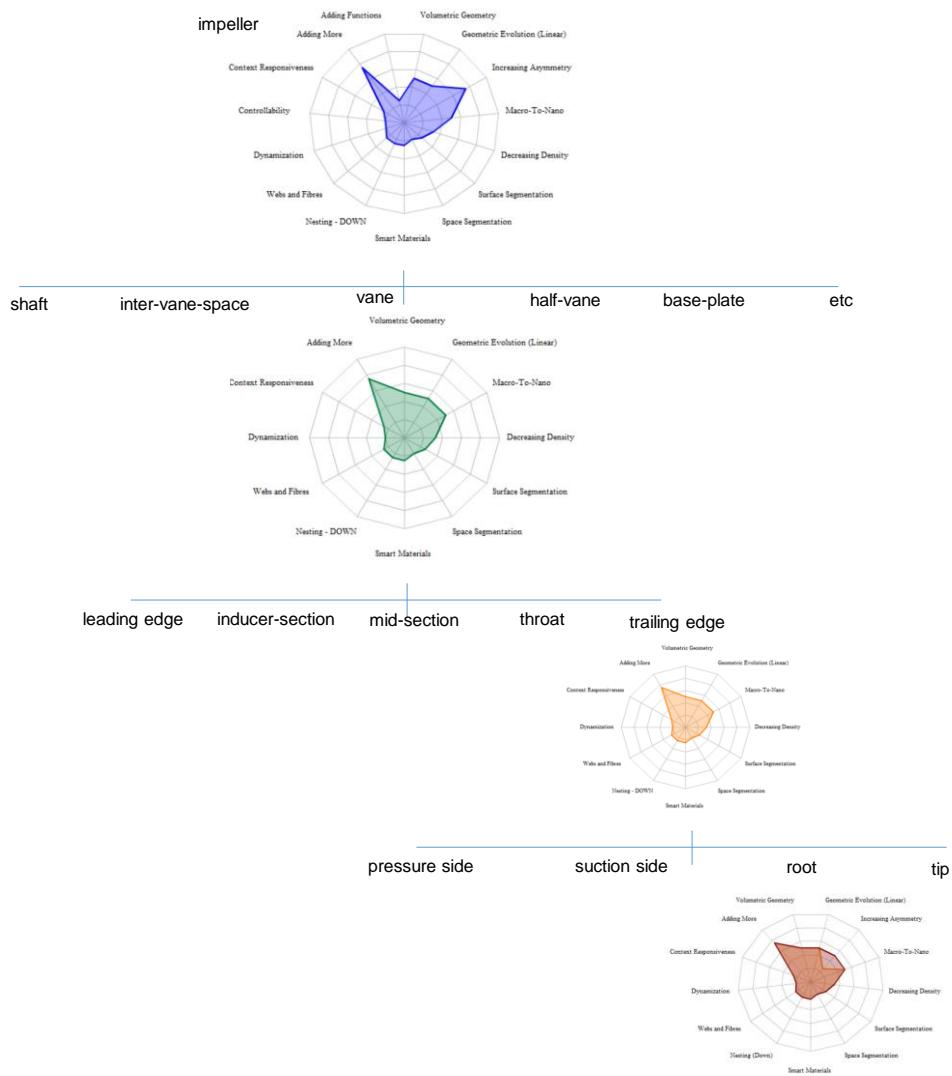 impeller
Adding Functions
Volumetric Geometry
Adding More
Geometric Evolution (Linear)
Context Responsiveness
Increasing Asymmetry
Controllability
Macro-To-Nano
Dynamization
Decreasing Density
Webs and Fibres
Surface Segmentation
Nesting - DOWN
Space Segmentation
Smart Materials
shaft
inter-vane-space
vane
half-vane
base-plate
etc
Volumetric Geometry
Adding More
Geometric Evolution (Linear)
Context Responsiveness
Macro-To-Nano
Dynamization
Decreasing Density
Webs and Fibres
Surface Segmentation
Nesting - DOWN
Space Segmentation
Smart Materials
leading edge
inducer-section
mid-section
throat
trailing edge
Volumetric Geometry
Adding More
Geometric Evolution (Linear)
Context Responsiveness
Macro-To-Nano
Dynamization
Decreasing Density
Webs and Fibres
Surface Segmentation
Nesting - DOWN
Space Segmentation
Smart Materials
pressure side
suction side
root
tip
Volumetric Geometry
Geometric Evolution (Linear)
Adding More
Increasing Asymmetry
Context Responsiveness
Macro-To-Nano
Dynamization
Decreasing Density
Webs and Fibres
Surface Segmentation
Nesting (Down)
Space Segmentation
Smart Materials